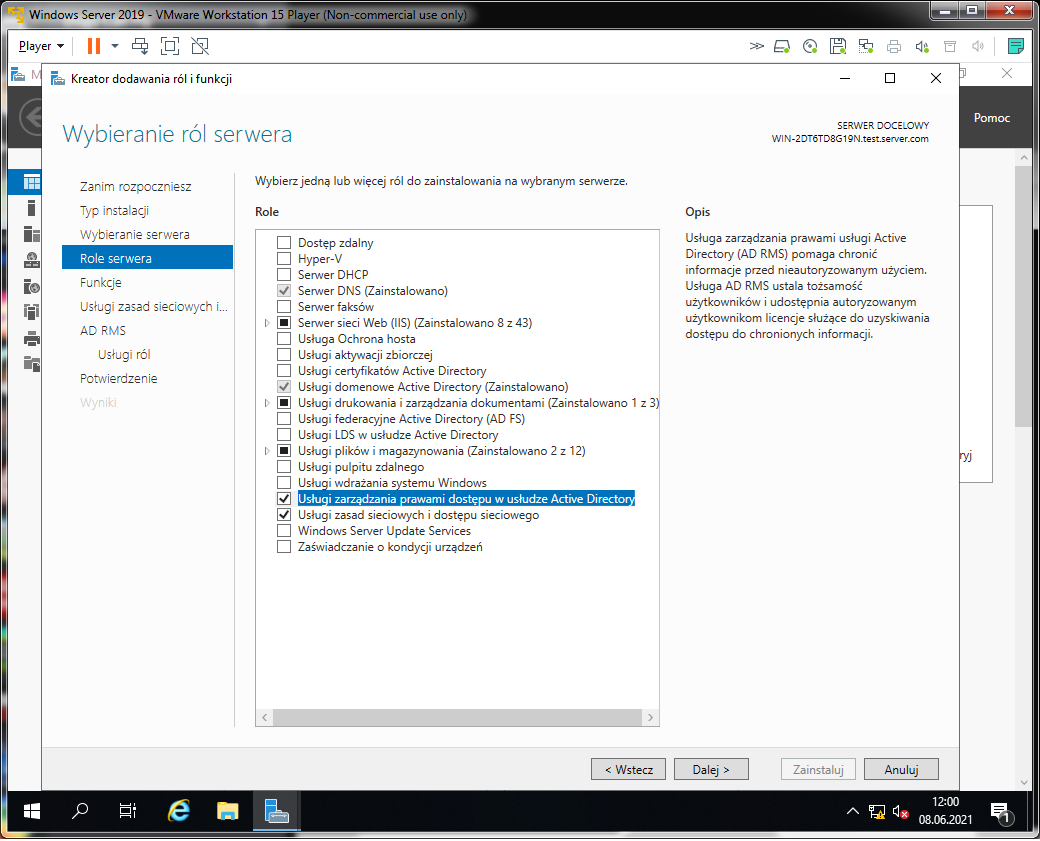 Windows Server 2019 - VMware Workstation 15 Player (Non-commercial use only)
Player
M
Kreator dodawania ról i funkcji
Pomoc
Wybieranie ról serwera
SERWER DOCELOWY
WIN-2DT6TD8G19N.test.server.com
Zanim rozpoczniesz
Typ instalacji
Wybieranie serwera
Role serwera
Funkcje
Usługi zasad sieciowych i...
AD RMS
Usługi ról
Potwierdzenie
Wyniki
Wybierz jedną lub więcej ról do zainstalowania na wybranym serwerze.
Role
Dostęp zdalny
Hyper-V
Serwer DHCP
Serwer DNS (Zainstalowano)
Serwer faksów
Serwer sieci Web (IIS) (Zainstalowano 8 z 43)
Usługa Ochrona hosta
Usługi aktywacji zbiorczej
Usługi certyfikatów Active Directory
Usługi domenowe Active Directory (Zainstalowano)
Usługi drukowania i zarządzania dokumentami (Zainstalowano 1 z 3)
Usługi federacyjne Active Directory (AD FS)
Usługi LDS w usłudze Active Directory
Usługi plików i magazynowania (Zainstalowano 2 z 12)
Usługi pulpitu zdalnego
Usługi wdrażania systemu Windows
Usługi zarządzania prawami dostępu w usłudze Active Directory
Usługi zasad sieciowych i dostępu sieciowego
Windows Server Update Services
Zaświadczanie o kondycji urządzeń
Opis
Usługa zarządzania prawami usługi Active
Directory (AD RMS) pomaga chronić
informacje przed nieautoryzowanym użyciem.
Usługa AD RMS ustala tożsamość
użytkowników i udostępnia autoryzowanym
użytkownikom licencje służące do uzyskiwania
dostępu do chronionych informacji.
ryj
< Wstecz
Dalej >
Zainstaluj
Anuluj
12:00
08.06.2021
1